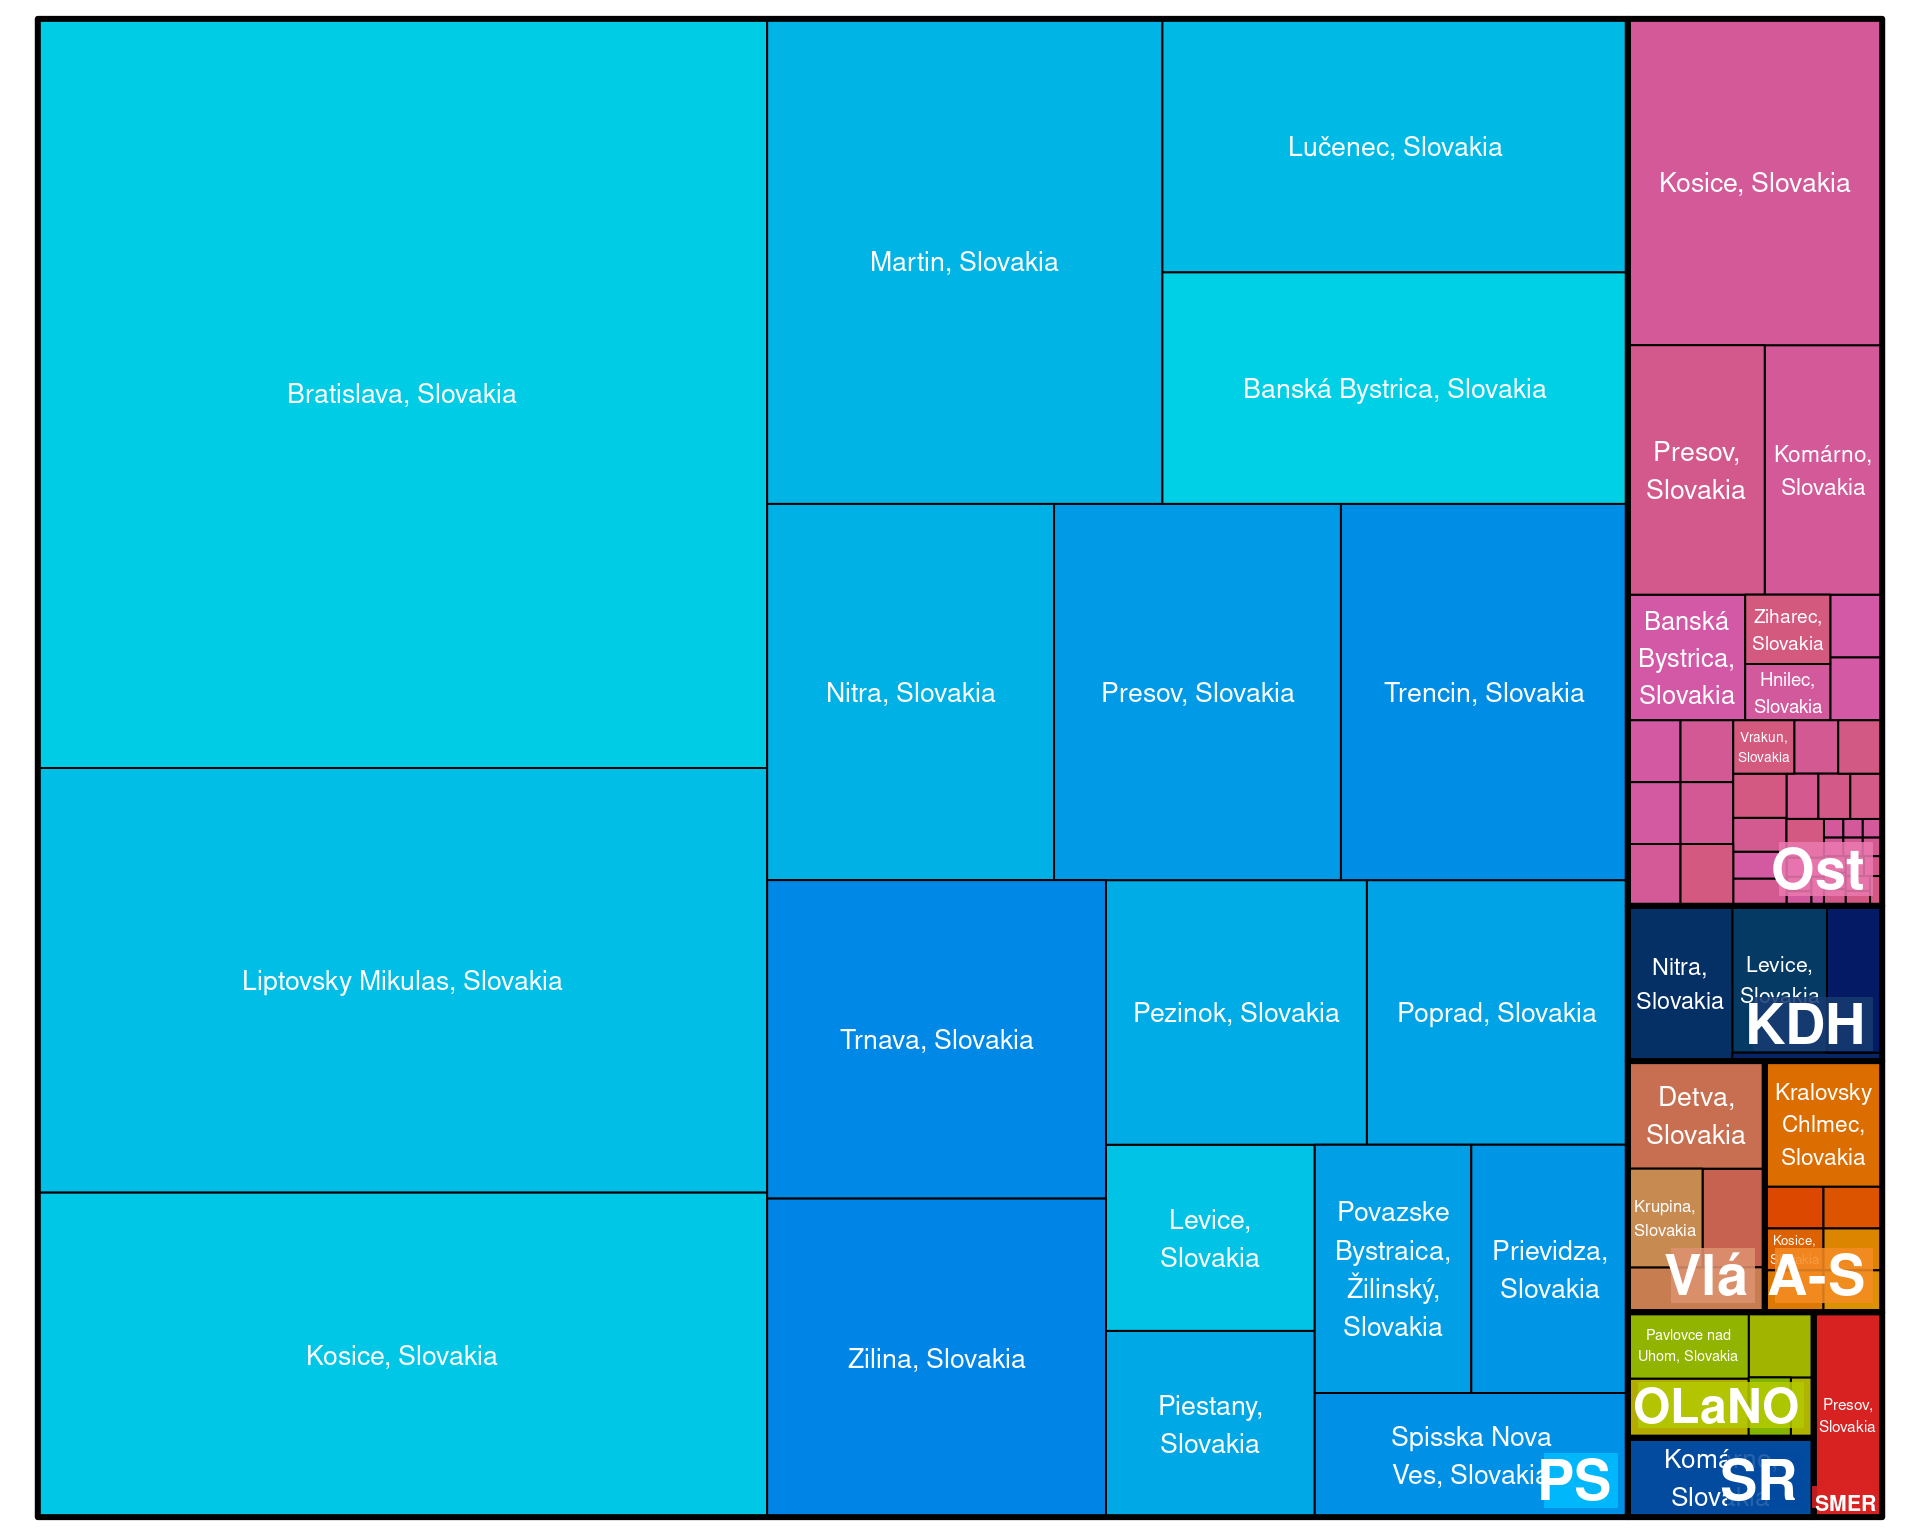 Bratislava, Slovakia
Liptovsky Mikulas, Slovakia
Kosice, Slovakia
Martin, Slovakia
Lučenec, Slovakia
Banská Bystrica, Slovakia
Nitra, Slovakia
Presov, Slovakia
Trencin, Slovakia
Trnava, Slovakia
Zilina, Slovakia
Pezinok, Slovakia
Poprad, Slovakia
Levice,
Slovakia
Piestany,
Slovakia
Povazske
Bystraica,
Žilinský,
Slovakia
Prievidza,
Slovakia
Spisska Nova
Ves, Slovakia
PS
Kosice, Slovakia
Presov,
Slovakia
Komárno,
Slovakia
Banská
Bystrica,
Slovakia
Ziharec,
Slovakia
Hnilec,
Slovakia
Vrakun,
Slovakia
Ost
Nitra,
Slovakia
Levice,
Slovakia
KDH
Detva,
Slovakia
Krupina,
Slovakia
Vlá
Kralovsky
Chlmec,
Slovakia
Kosice,
Slovakia
A-S
Pavlovce nad
Uhom, Slovakia
OLaNO
Komárno,
Slovakia
SR
Presov,
Slovakia
SMER